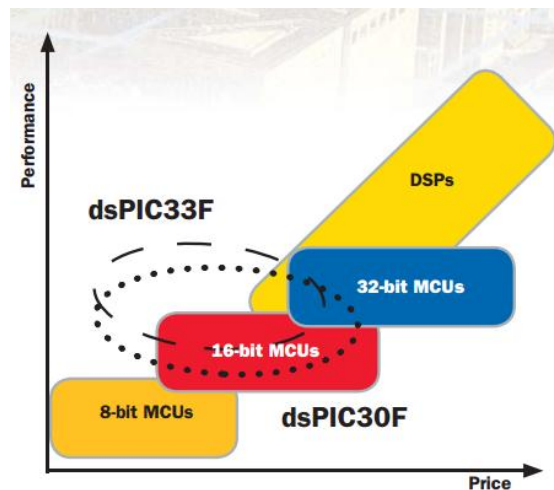 Performance
DSPs
dsPIC33F
32-bit MCUs
16-bit MCUs
8-bit MCUs
dsPIC30F
Price